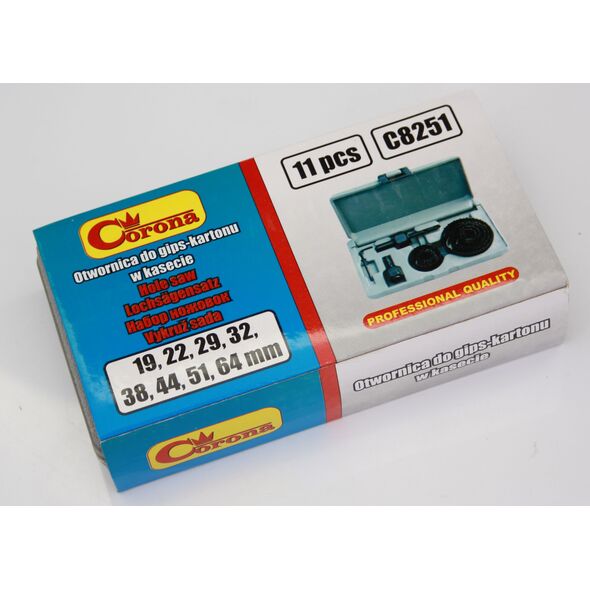 Corona
Otwornica do gips-kartonu
w kasecie
Hole saw
Lochsägensatz
Набор ножовок
Vykruž sada
19, 22, 29, 32,
38, 44, 51, 64 mm
11 pcs
C8251
PROFESSIONAL QUALITY
Corona
Otwornica do gips-kartonu
w kasecie